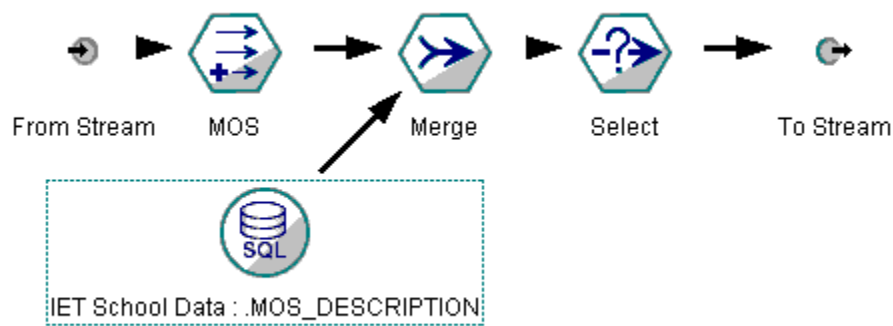 From Stream
MOS
Merge
Select
To Stream
SQL
IET School Data : .MOS_DESCRIPTION